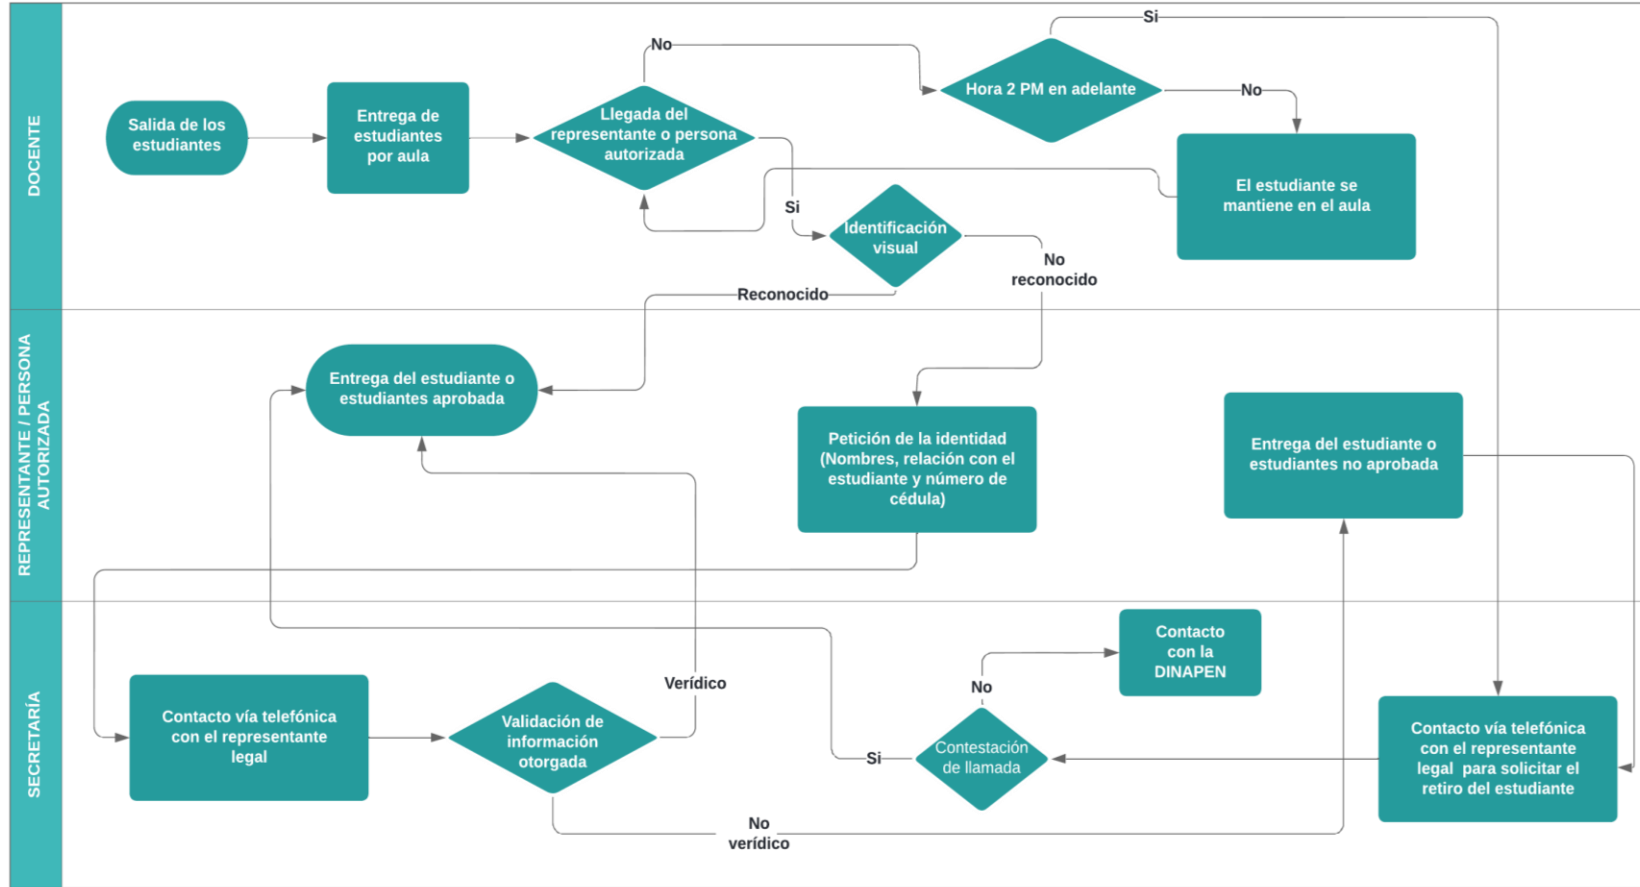 DOCENTE
Salida de los
estudiantes
Entrega de
estudiantes
por aula
Llegada del
representante o persona
autorizada
No
Si
Hora 2 PM en adelante
Si
No
El estudiante se
mantiene en el aula
Identificación
visual
No
reconocido
Reconocido
REPRESENTANTE / PERSONA
AUTORIZADA
Entrega del estudiante o
estudiantes aprobada
Petición de la identidad
(Nombres, relación con el
estudiante y número de
cédula)
Entrega del estudiante o
estudiantes no aprobada
SECRETARÍA
Contacto vía telefónica
con el representante
legal
Validación de
información
otorgada
Verídico
No
verídico
Si
Contestación
de llamada
No
Contacto
con la
DINAPEN
Contacto vía telefónica
con el representante
legal para solicitar el
retiro del estudiante